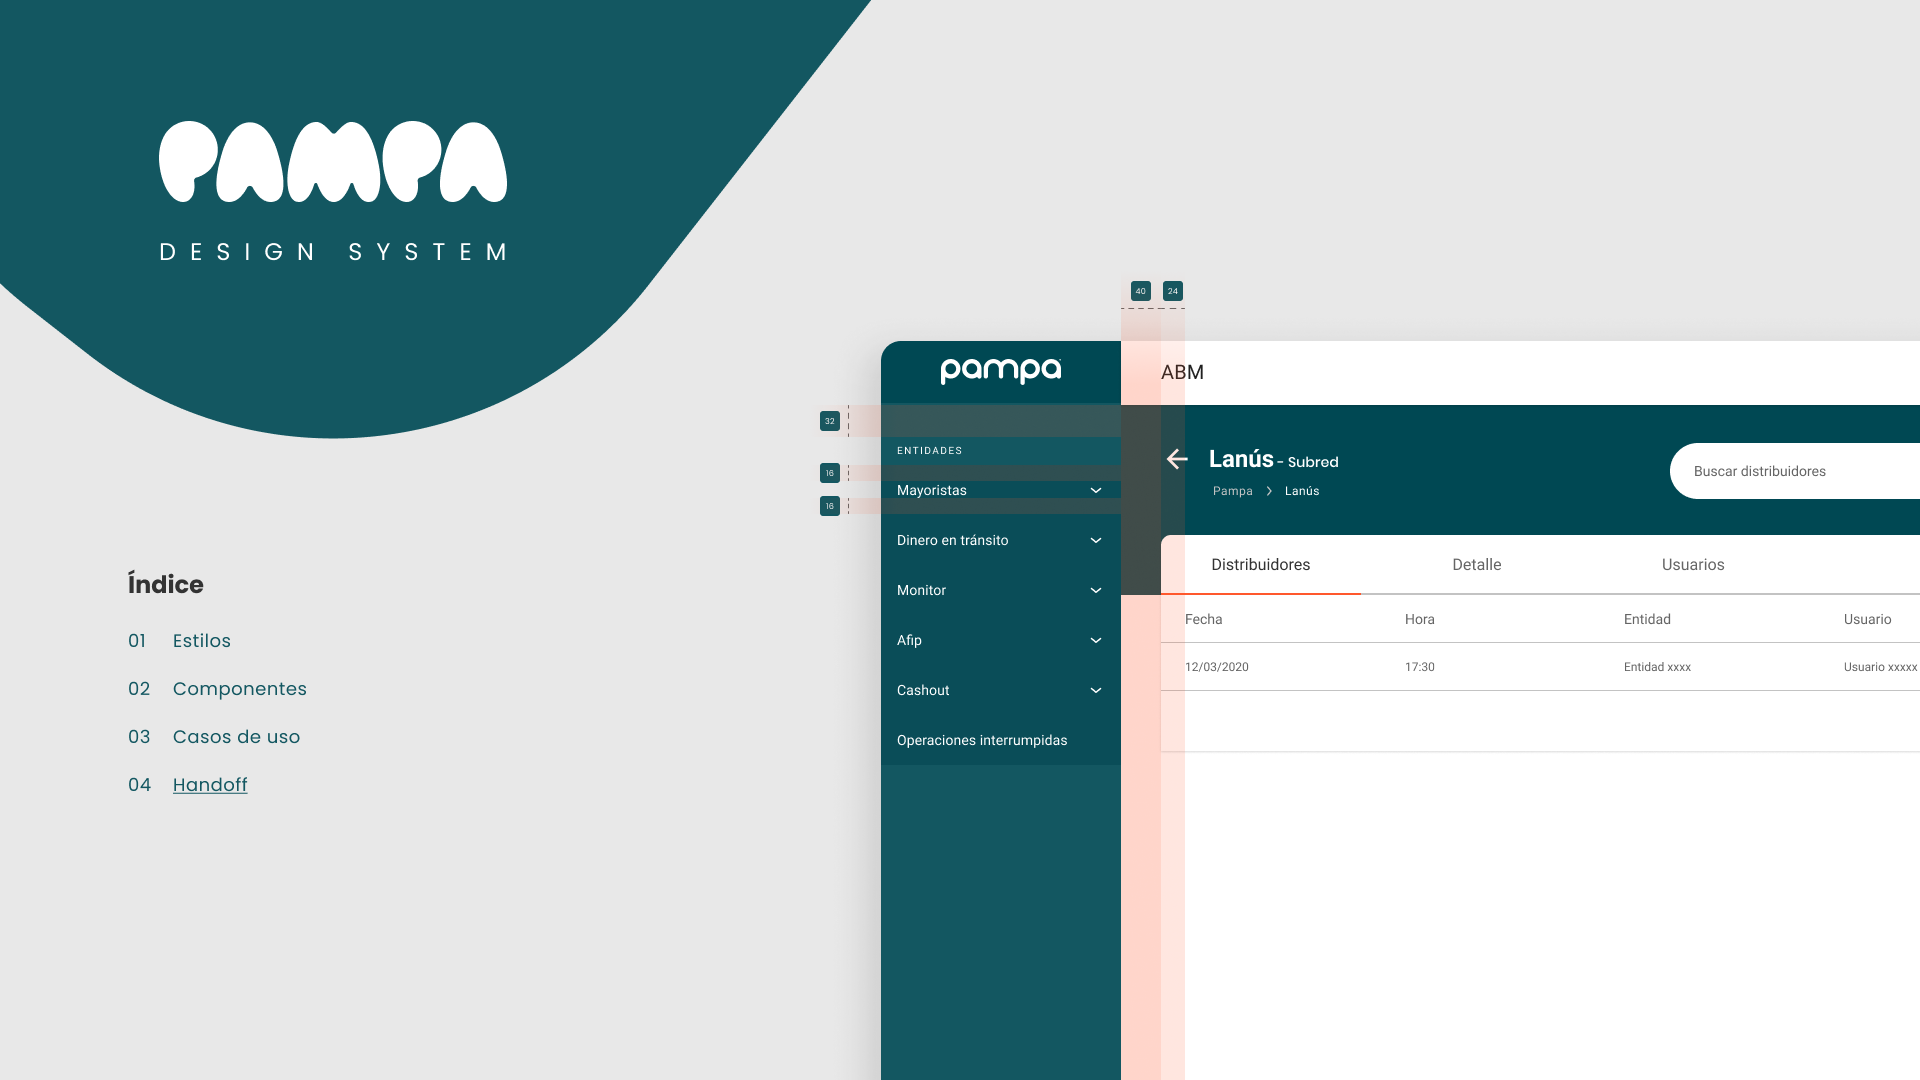 PAMPA
DESIGN SYSTEM
Índice
01 Estilos
02 Componentes
03 Casos de uso
04 Handoff
40 24
32
16
16
pampa
ENTIDADES
Mayoristas
Dinero en tránsito
Monitor
Afip
Cashout
Operaciones interrumpidas
ABM
Lanús - Subred
Pampa > Lanús
Buscar distribuidores
Distribuidores Detalle Usuarios
Fecha Hora Entidad Usuario
12/03/2020 17:30 Entidad xxxx Usuario xxxxx